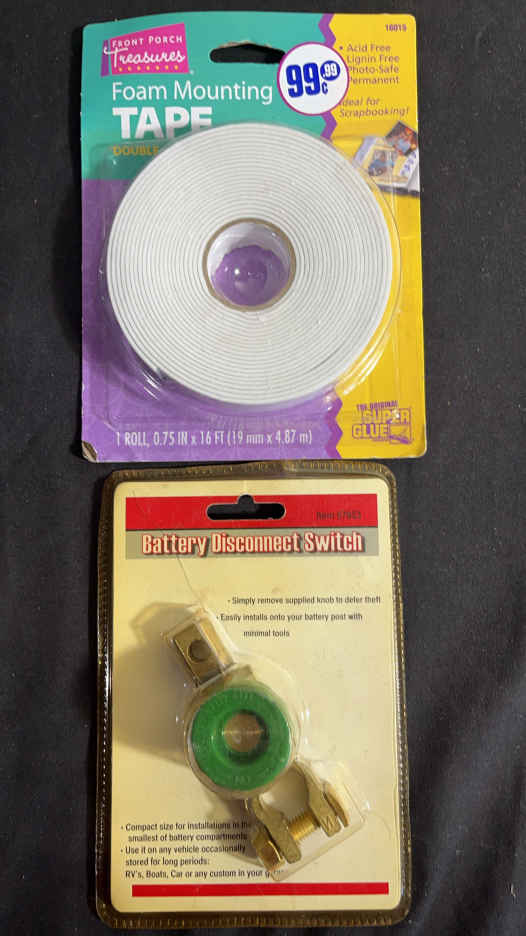 16015
FRONT PORCH
Treasures
99¢ .99
• Acid Free
Lignin Free
Photo-Safe
Permanent
Ideal for
Scrapbooking!
Foam Mounting
TAPE
DOUBLE
THE ORIGINAL
SUPER
GLUE
1 ROLL, 0.75 IN x 16 FT (19 mm x 4.87 m)
Battery Disconnect Switch
• Simply remove supplied knob to deter theft
• Easily installs onto your battery post with
minimal tools
• Compact size for installations in the
smallest of battery compartments
• Use it on any vehicle occasionally
stored for long periods:
RV's, Boats, Car or any custom in your